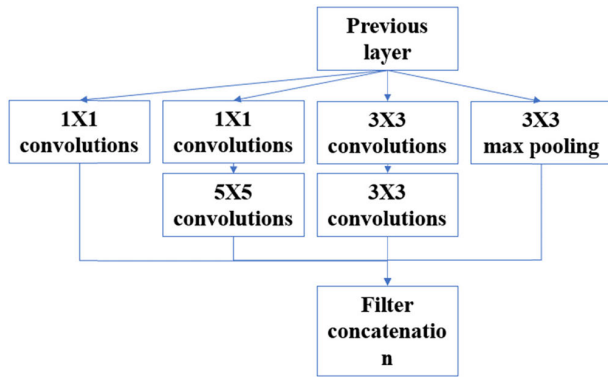 Previous
layer
1X1
convolutions
1X1
convolutions
3X3
convolutions
3X3
max pooling
5X5
convolutions
3X3
convolutions
Filter
concatenatio
n